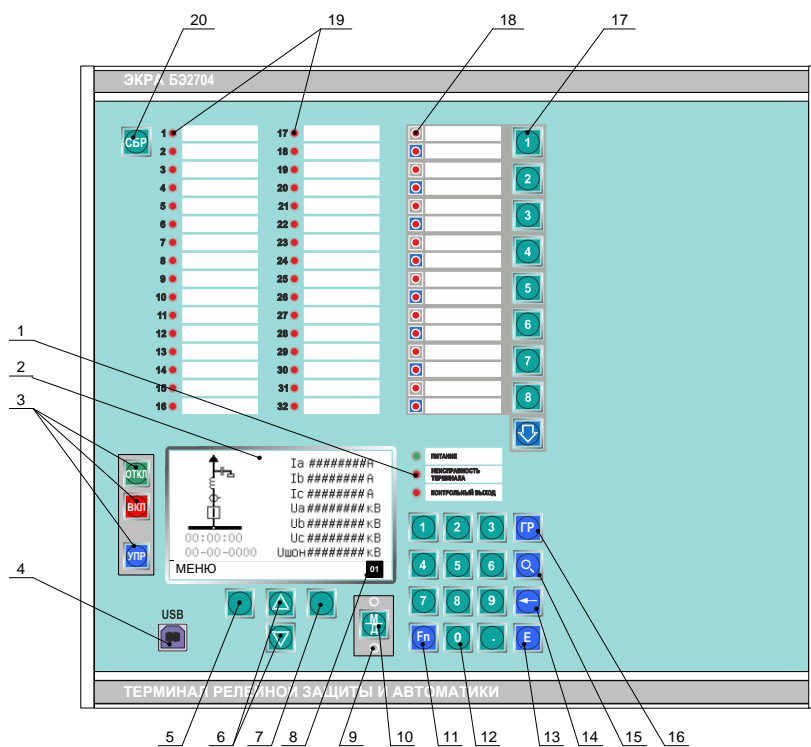 20 19 18 17
ЭКРА БЭ2704
СБР
1 17 1
2 18
3 19 2
4 20
5 21 3
6 22
7 23 4
8 24
9 25 5
10 26
11 27 6
12 28
13 29 7
14 30
15 31 8
16 32
1
2
3
ПИТАНИЕ
НЕИСПРАВНОСТЬ
ТЕРМИНАЛА
КОНТРОЛЬНЫЙ ВЫХОД
ОТКЛ
ВКЛ
УПР
Ia ######## А
Ib ######## А
Ic ######## А
Ua ######## кВ
Ub ######## кВ
00:00:00 Uc ######## кВ
00-00-0000 Uшон ######## кВ
МЕНЮ 01
1 2 3 ГР
4 5 6
7 8 9
Fn 0 . E
4
USB
М
Д
ТЕРМИНАЛ РЕЛЕЙНОЙ ЗАЩИТЫ И АВТОМАТИКИ
5 6 7 8 9 10 11 12 13 14 15 16